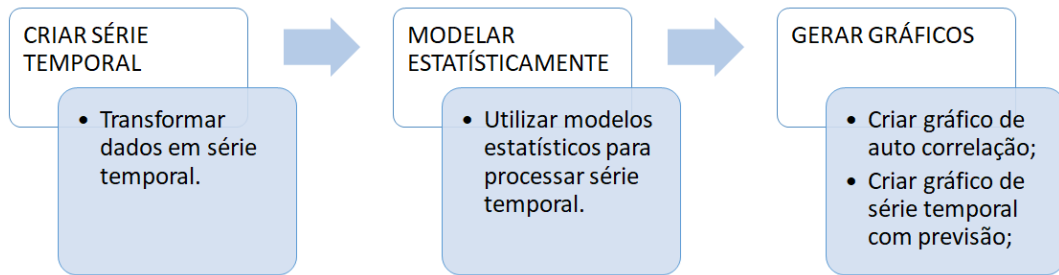 CRIAR SÉRIE
TEMPORAL
• Transformar
dados em série
temporal.
MODELAR
ESTATÍSTICAMENTE
• Utilizar modelos
estatísticos para
processar série
temporal.
GERAR GRÁFICOS
• Criar gráfico de
auto correlação;
• Criar gráfico de
série temporal
com previsão;